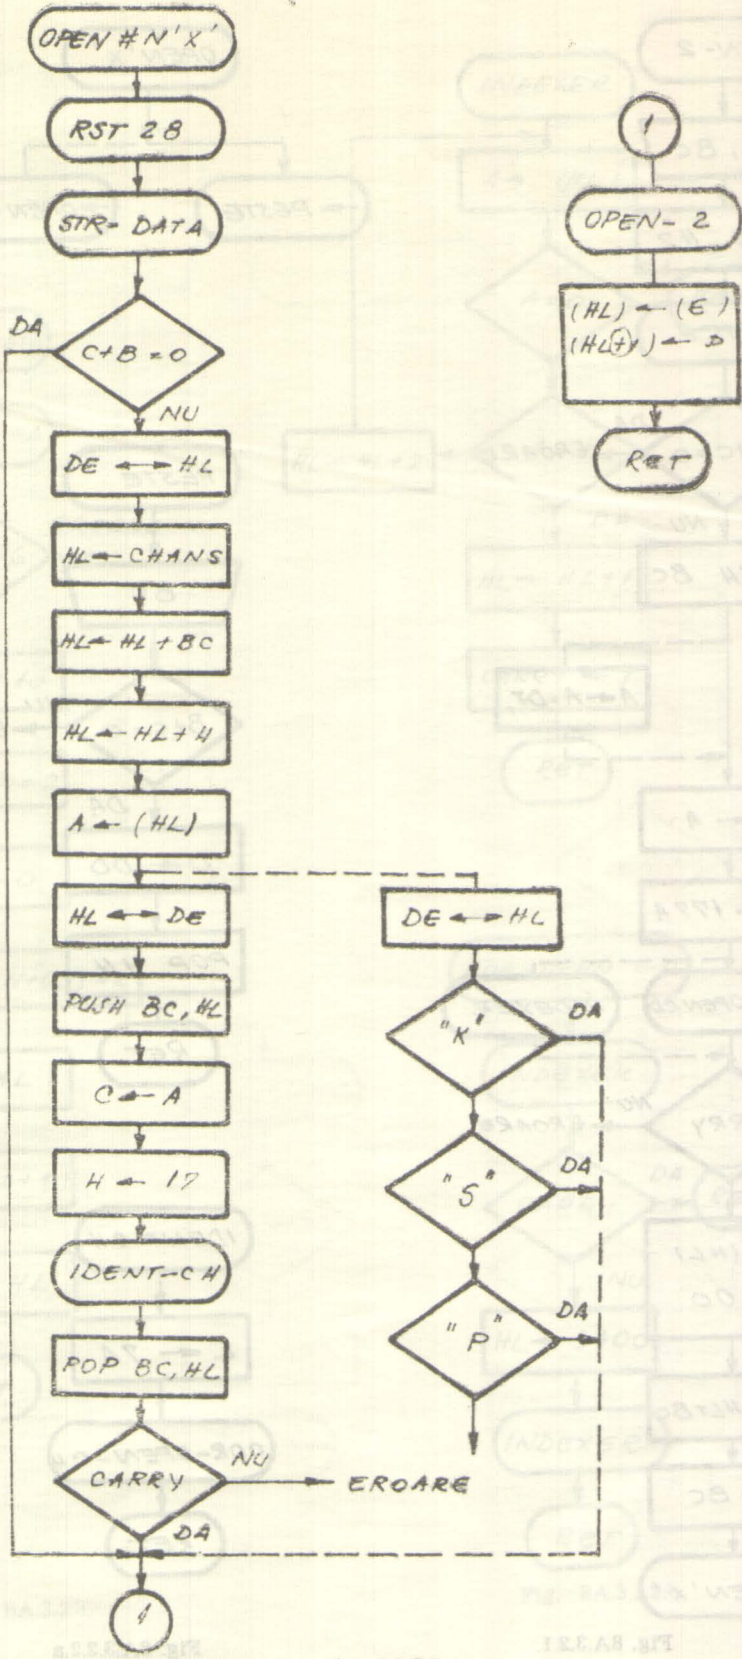 OPEN # N'X'
RST 28
STR- DATA
DA
C+B=0
NU
DE ↔ HL
HL ← CHANS
HL ← HL + BC
HL ← HL + 4
A ← (HL)
HL ↔ DE
PUSH BC, HL
C ← A
H ← 17
IDENT-CH
POP BC, HL
CARRY
NU
EROARE
DA
1
DE ↔ HL
"K"
DA
"S"
DA
"P"
DA
1
OPEN- 2
(HL) ← (E)
(HL+1) ← D
RET